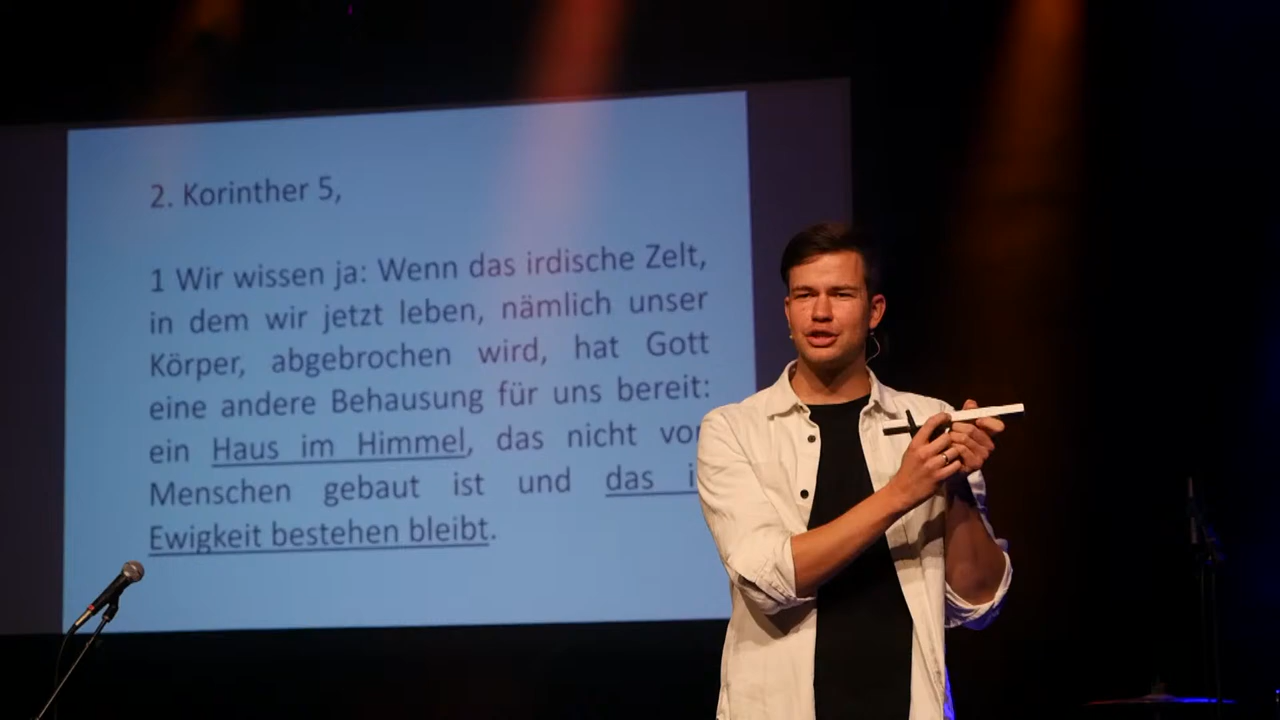 2. Korinther 5,
1 Wir wissen ja: Wenn das irdische Zelt,
in dem wir jetzt leben, nämlich unser
Körper, abgebrochen wird, hat Gott
eine andere Behausung für uns bereit:
ein Haus im Himmel, das nicht von
Menschen gebaut ist und das i
Ewigkeit bestehen bleibt.